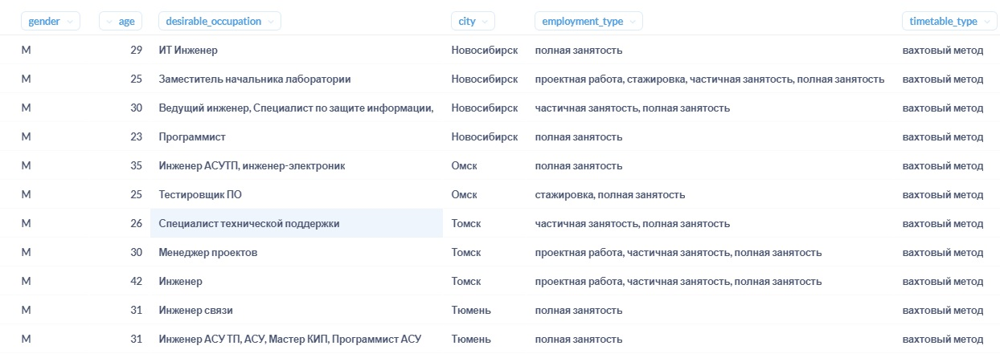 gender age desirable_occupation city employment_type timetable_type
М 29 ИТ Инженер Новосибирск полная занятость вахтовый метод
М 25 Заместитель начальника лаборатории Новосибирск проектная работа, стажировка, частичная занятость, полная занятость вахтовый метод
М 30 Ведущий инженер, Специалист по защите информации, Новосибирск частичная занятость, полная занятость вахтовый метод
М 23 Программист Новосибирск полная занятость вахтовый метод
М 35 Инженер АСУТП, инженер-электроник Омск полная занятость вахтовый метод
М 25 Тестировщик ПО Омск стажировка, полная занятость вахтовый метод
М 26 Специалист технической поддержки Томск частичная занятость, полная занятость вахтовый метод
М 30 Менеджер проектов Томск проектная работа, частичная занятость, полная занятость вахтовый метод
М 42 Инженер Томск проектная работа, частичная занятость, полная занятость вахтовый метод
М 31 Инженер связи Тюмень полная занятость вахтовый метод
М 31 Инженер АСУ ТП, АСУ, Мастер КИП, Программист АСУ Тюмень полная занятость вахтовый метод